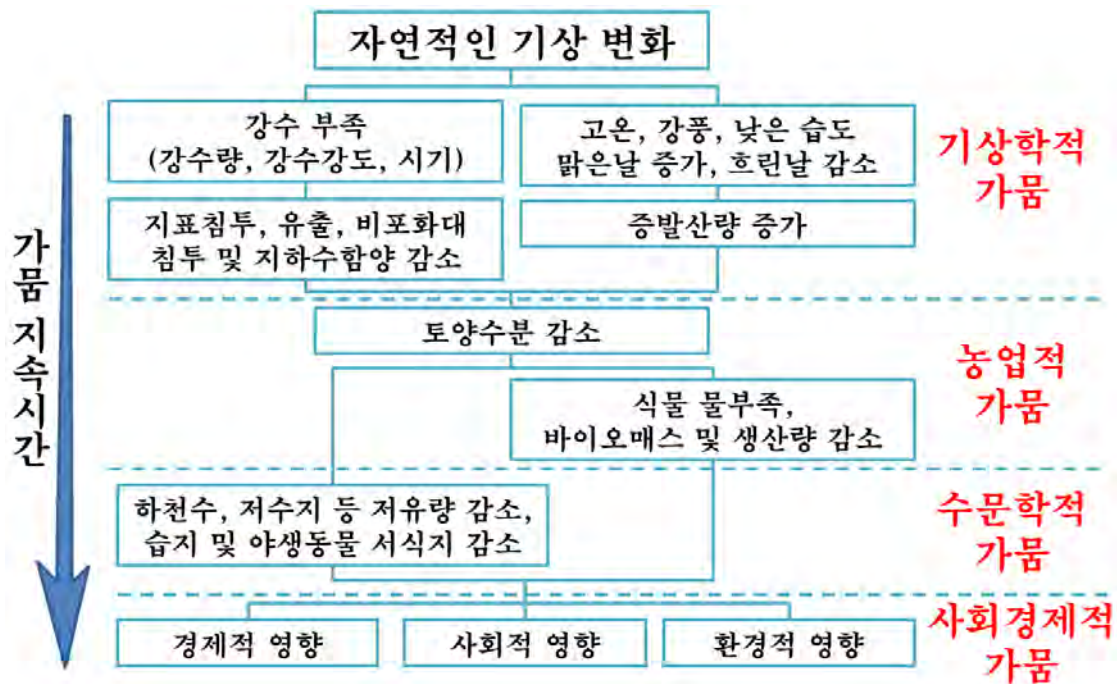 자연적인 기상 변화
강수 부족
(강수량, 강수강도, 시기)
고온, 강풍, 낮은 습도
맑은날 증가, 흐린날 감소
기상학적
가뭄
지표침투, 유출, 비포화대
침투 및 지하수함양 감소
증발산량 증가
가뭄 지속시간
토양수분 감소
농업적
가뭄
식물 물부족,
바이오매스 및 생산량 감소
하천수, 저수지 등 저유량 감소,
습지 및 야생동물 서식지 감소
수문학적
가뭄
경제적 영향
사회적 영향
환경적 영향
사회경제적
가뭄